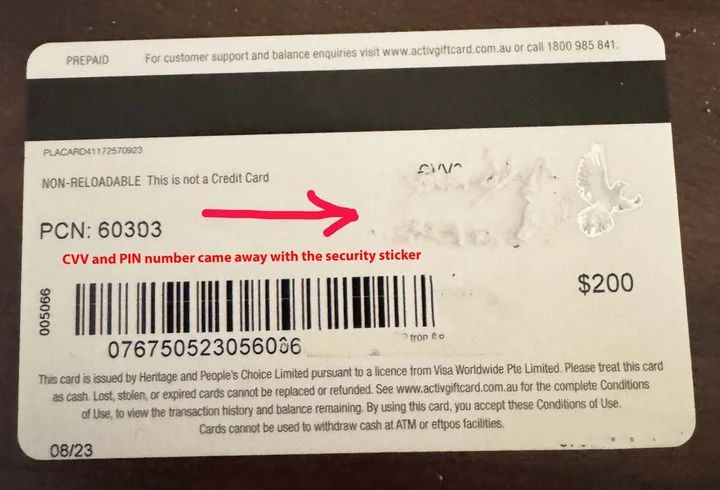 PREPAID For customer support and balance enquiries visit www.activgiftcard.com.au or call 1800 985 841.
PLACARD41172570923
NON-RELOADABLE This is not a Credit Card
PCN: 60303
CVV and PIN number came away with the security sticker
$200
005066
076750523056036
This card is issued by Heritage and People's Choice Limited pursuant to a licence from Visa Worldwide Pte Limited. Please treat this card
as cash. Lost, stolen, or expired cards cannot be replaced or refunded. See www.activgiftcard.com.au for the complete Conditions
of Use, to view the transaction history and balance remaining. By using this card, you accept these Conditions of Use.
Cards cannot be used to withdraw cash at ATM or eftpos facilities.
08/23